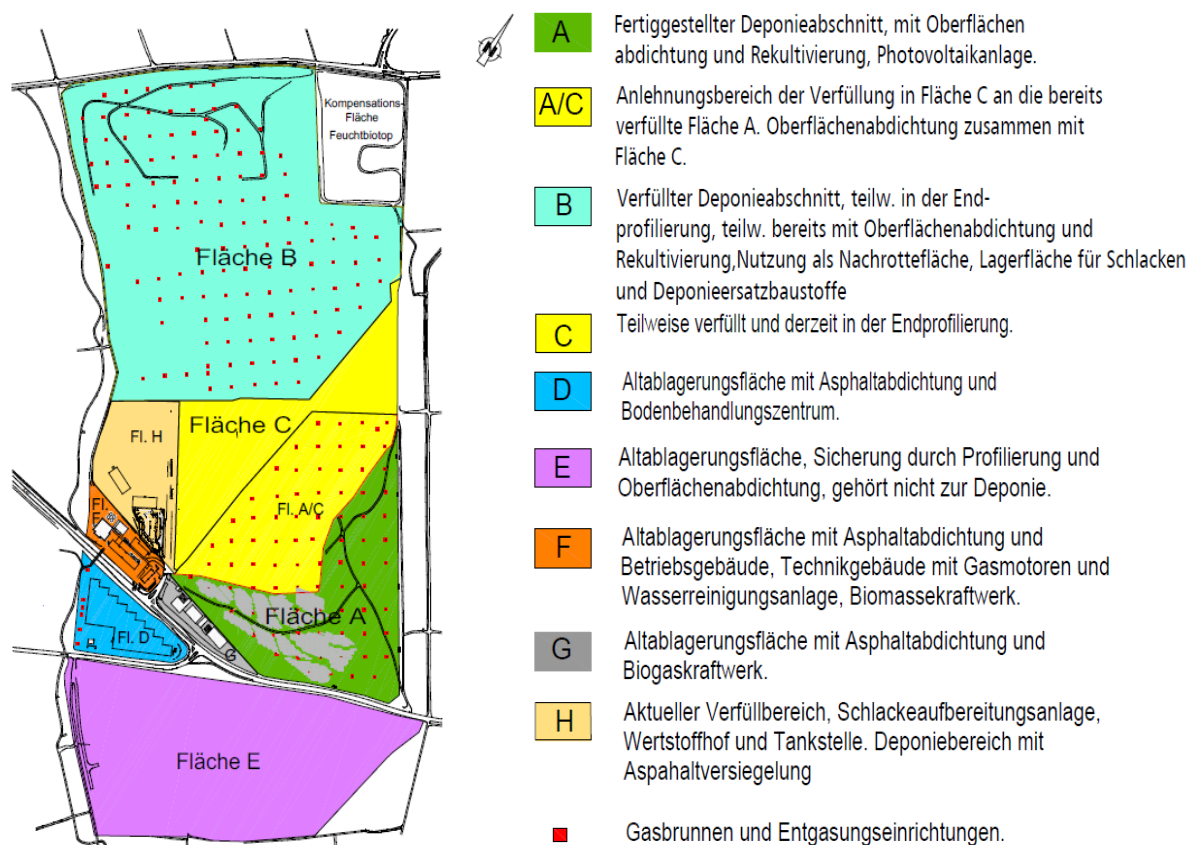 Kompensations-
Fläche
Feuchtbiotop
Fläche B
Fläche C
Fl. H
Fl.
F
Fl. A/C
Fläche A
Fl. D
G
Fläche E
N
A
Fertiggestellter Deponieabschnitt, mit Oberflächen
abdichtung und Rekultivierung, Photovoltaikanlage.
A/C
Anlehnungsbereich der Verfüllung in Fläche C an die bereits
verfüllte Fläche A. Oberflächenabdichtung zusammen mit
Fläche C.
B
Verfüllter Deponieabschnitt, teilw. in der End-
profilierung, teilw. bereits mit Oberflächenabdichtung und
Rekultivierung,Nutzung als Nachrottefläche, Lagerfläche für Schlacken
und Deponieersatzbaustoffe
C
Teilweise verfüllt und derzeit in der Endprofilierung.
D
Altablagerungsfläche mit Asphaltabdichtung und
Bodenbehandlungszentrum.
E
Altablagerungsfläche, Sicherung durch Profilierung und
Oberflächenabdichtung, gehört nicht zur Deponie.
F
Altablagerungsfläche mit Asphaltabdichtung und
Betriebsgebäude, Technikgebäude mit Gasmotoren und
Wasserreinigungsanlage, Biomassekraftwerk.
G
Altablagerungsfläche mit Asphaltabdichtung und
Biogaskraftwerk.
H
Aktueller Verfüllbereich, Schlackeaufbereitungsanlage,
Wertstoffhof und Tankstelle. Deponiebereich mit
Aspahaltversiegelung
Gasbrunnen und Entgasungseinrichtungen.